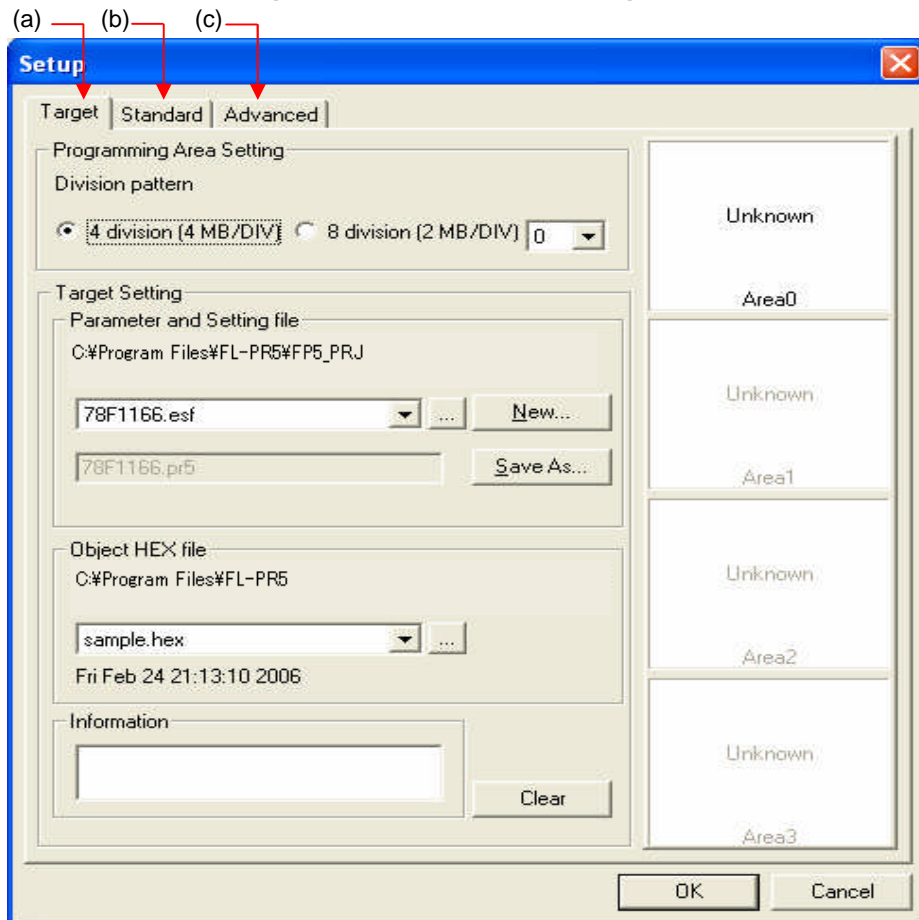 (a) (b) (c)
Setup
Target Standard Advanced
Programming Area Setting
Division pattern
4 division (4 MB/DIV) 8 division (2 MB/DIV) 0
Unknown
Area0
Target Setting
Parameter and Setting file
C:¥Program Files¥FL-PR5¥FP5_PRJ
78F1166.esf ... New...
78F1166.pr5 Save As...
Unknown
Area1
Object HEX file
C:¥Program Files¥FL-PR5
sample.hex ...
Fri Feb 24 21:13:10 2006
Unknown
Area2
Information
Clear
Unknown
Area3
OK Cancel